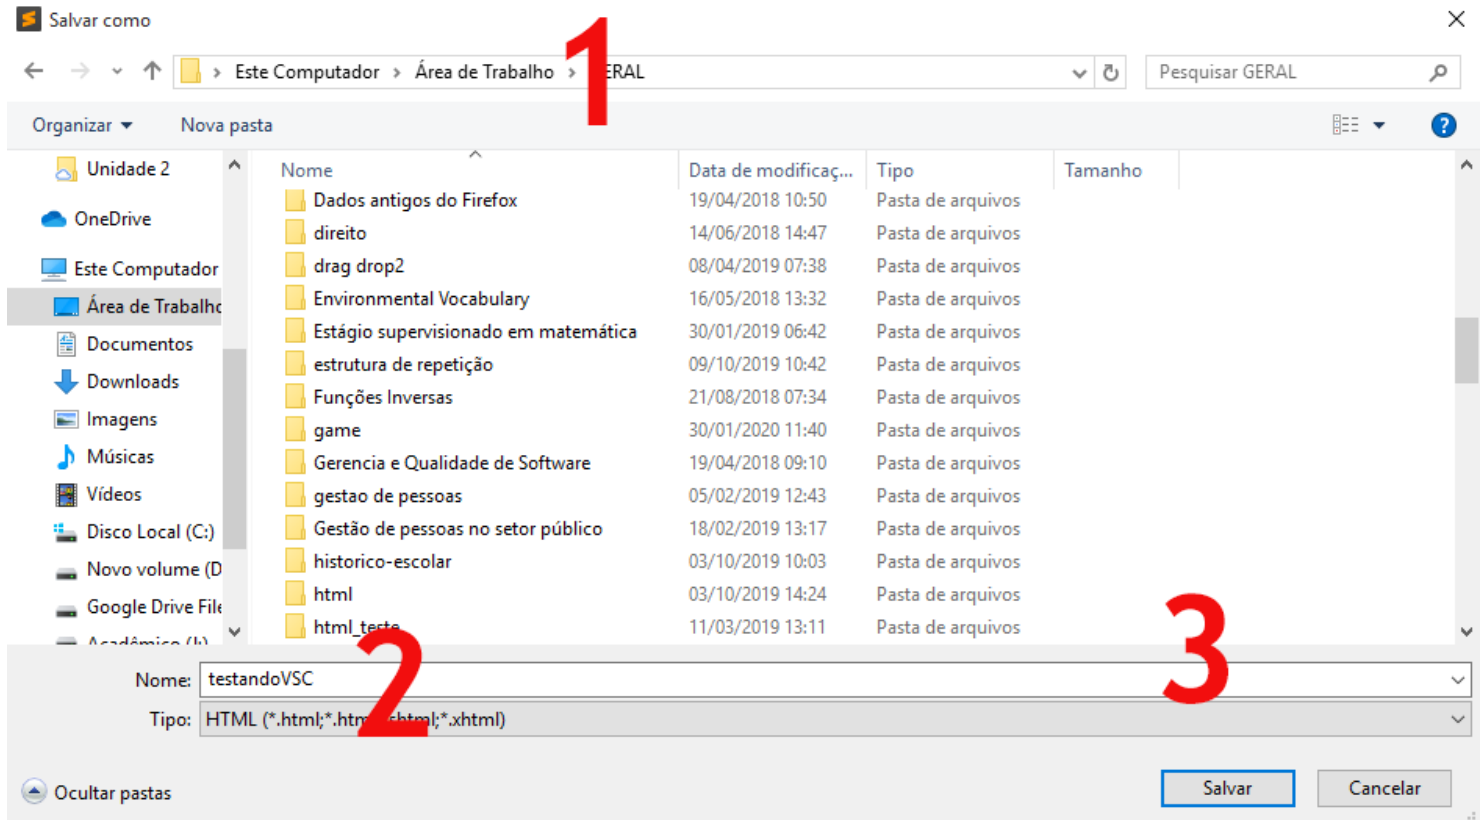 Salvar como
1
Este Computador > Área de Trabalho > ERAL
Pesquisar GERAL
Organizar
Nova pasta
Nome Data de modificaç... Tipo Tamanho
Unidade 2
OneDrive
Este Computador
Área de Trabalho
Documentos
Downloads
Imagens
Músicas
Vídeos
Disco Local (C:)
Novo volume (D
Google Drive File
Dados antigos do Firefox 19/04/2018 10:50 Pasta de arquivos
direito 14/06/2018 14:47 Pasta de arquivos
drag drop2 08/04/2019 07:38 Pasta de arquivos
Environmental Vocabulary 16/05/2018 13:32 Pasta de arquivos
Estágio supervisionado em matemática 30/01/2019 06:42 Pasta de arquivos
estrutura de repetição 09/10/2019 10:42 Pasta de arquivos
Funções Inversas 21/08/2018 07:34 Pasta de arquivos
game 30/01/2020 11:40 Pasta de arquivos
Gerencia e Qualidade de Software 19/04/2018 09:10 Pasta de arquivos
gestao de pessoas 05/02/2019 12:43 Pasta de arquivos
Gestão de pessoas no setor público 18/02/2019 13:17 Pasta de arquivos
historico-escolar 03/10/2019 10:03 Pasta de arquivos
html 03/10/2019 14:24 Pasta de arquivos
html_teste 11/03/2019 13:11 Pasta de arquivos
2
3
Nome: testandoVSC
Tipo: HTML (*.html;*.htm;*.shtml;*.xhtml)
Ocultar pastas
Salvar
Cancelar